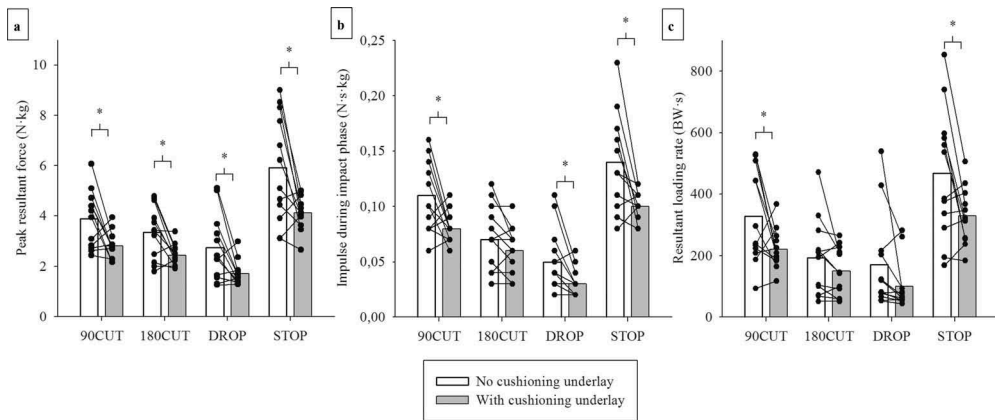 a
Peak resultant force (N·kg)
10
8
6
4
2
0
* * * *
90CUT 180CUT DROP STOP
b
Impulse during impact phase (N·s·kg)
0,25
0,20
0,15
0,10
0,05
0,00
* * *
90CUT 180CUT DROP STOP
c
Resultant loading rate (BW·s)
800
600
400
200
0
* *
90CUT 180CUT DROP STOP
No cushioning underlay
With cushioning underlay